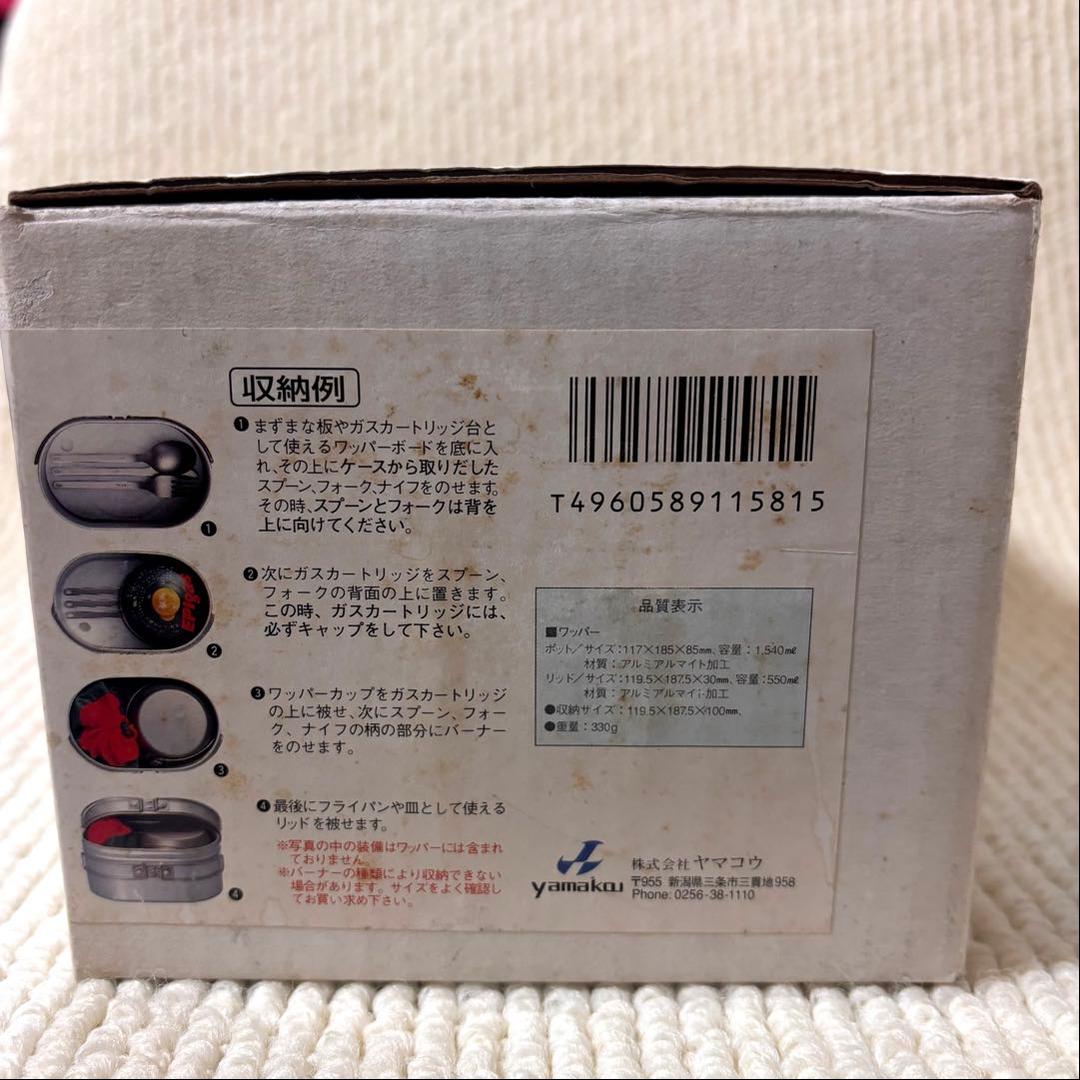 収納例
❶まずまな板やガスカートリッジ台と
して使えるワッパーボードを底に入
れ、その上にケースから取りだした
スプーン、フォーク、ナイフをのせます。
その時、スプーンとフォークは背を
上に向けてください。
❶
❷次にガスカートリッジをスプーン、
フォークの背面の上に置きます。
この時、ガスカートリッジには、
必ずキャップをして下さい。
EPIgas
❷
❸ワッパーカップをガスカートリッジ
の上に被せ、次にスプーン、フォー
ク、ナイフの柄の部分にバーナー
をのせます。
❸
❹最後にフライパンや皿として使える
リッドを被せます。
※写真の中の装備はワッパーには含まれ
ておりません。
※バーナーの種類により収納できない
場合があります。サイズをよく確認し
てお買い求め下さい。
❹
T4960589115815
品質表示
■ワッパー
ポット/サイズ:117×185×85㎜、容量:1,540㎖
材質:アルミアルマイト加工
リッド/サイズ:119.5×187.5×30㎜、容量:550㎖
材質:アルミアルマイト加工
●収納サイズ:119.5×187.5×100㎜、
●重量:330g
yamakou
株式会社ヤマコウ
〒955 新潟県三条市三貫地958
Phone: 0256-38-1110